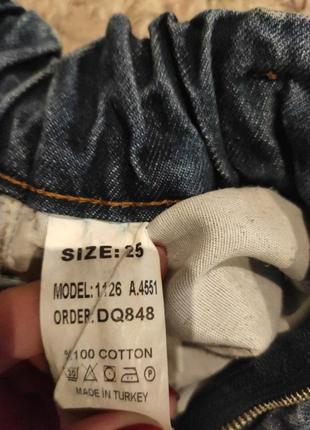 SIZE: 25
MODEL: 1126 A.4551
ORDER: DQ848
%100 COTTON
MADE IN TURKEY